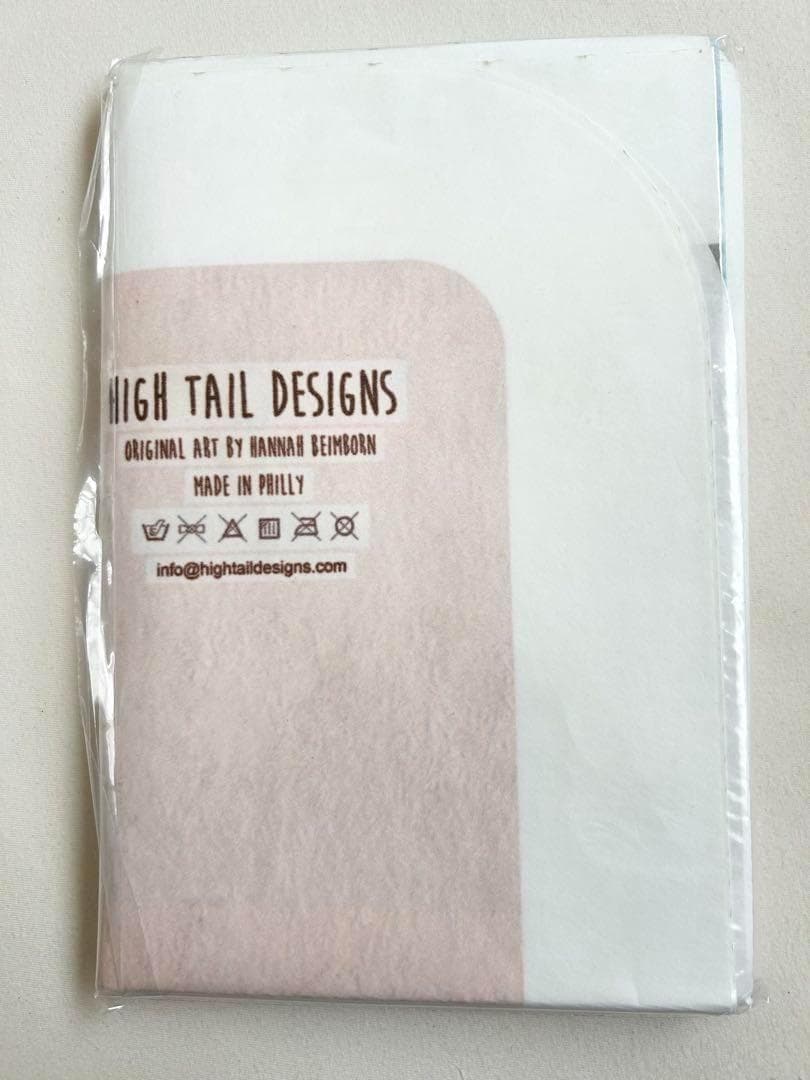 HIGH TAIL DESIGNS
ORIGINAL ART BY HANNAH BEIMBORN
MADE IN PHILLY
info@hightaildesigns.com